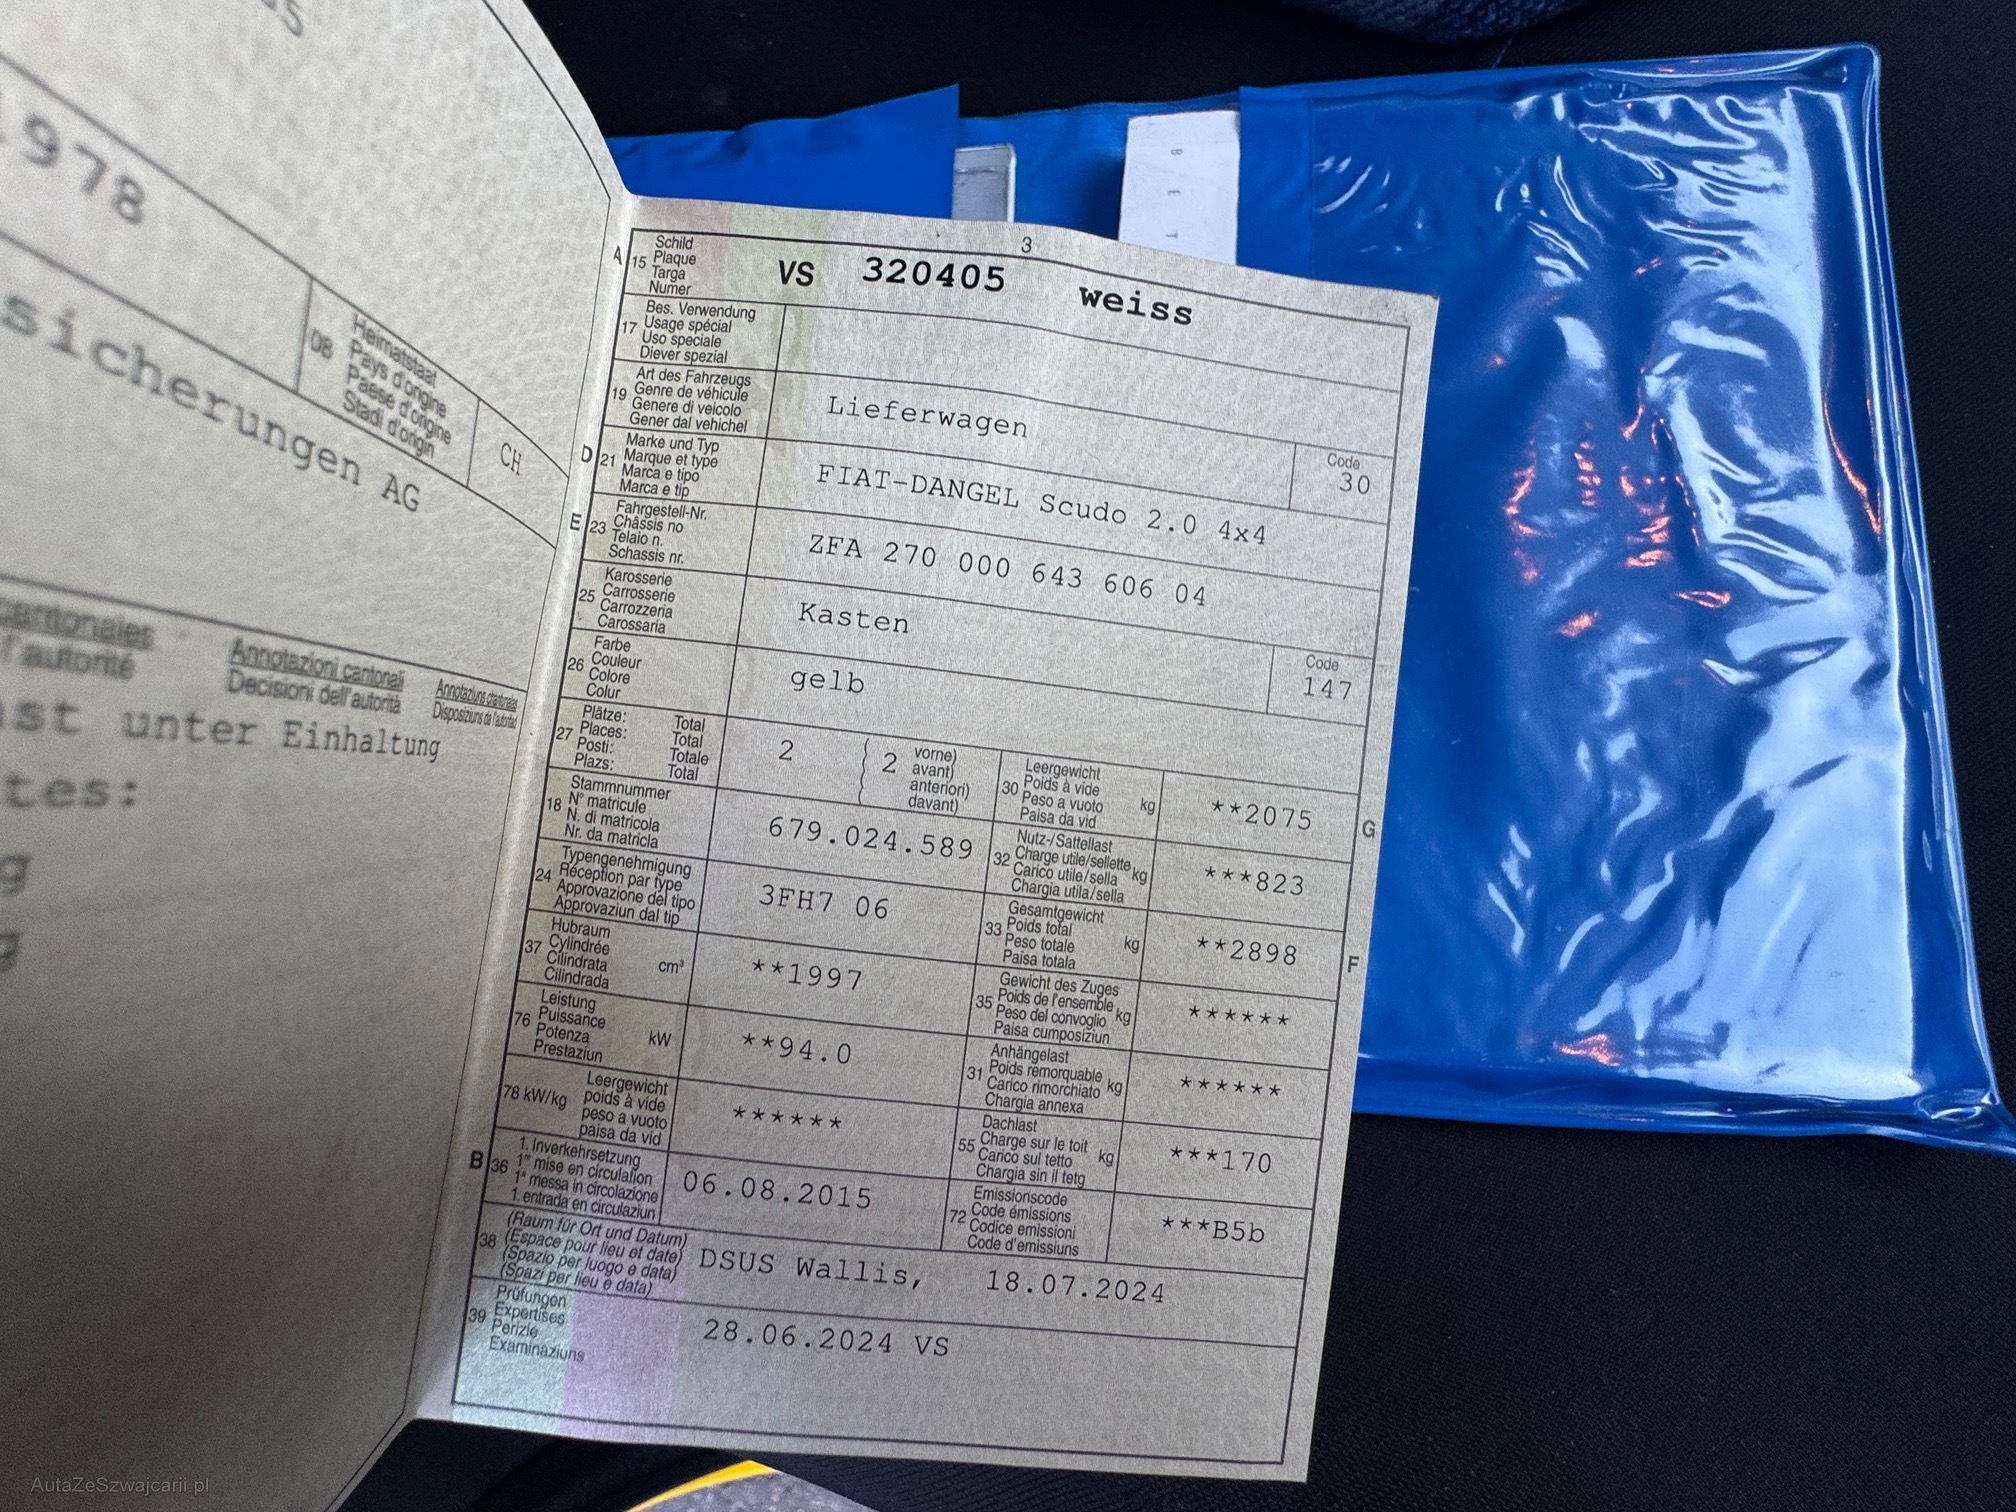 1978
08 Heimatstaat
Pays d'origine
Paese d'origine
Stadi d'origin
CH
sicherungen AG
cantonales
l'autorité
Annotazioni cantonali
Decisioni dell'autorità
Annotaziuns chantunalas
Disposiziuns da l'autoritad
unter Einhaltung
tes:
B E T
3
A 15 Schild
Plaque
Targa
Numer
VS 320405 weiss
17 Bes. Verwendung
Usage spécial
Uso speciale
Diever spezial
19 Art des Fahrzeugs
Genre de véhicule
Genere di veicolo
Gener dal vehichel
Lieferwagen
Code
30
D 21 Marke und Typ
Marque et type
Marca e tipo
Marca e tip
FIAT-DANGEL Scudo 2.0 4x4
E 23 Fahrgestell-Nr.
Châssis no
Telaio n.
Schassis nr.
ZFA 270 000 643 606 04
25 Karosserie
Carrosserie
Carrozzeria
Carossaria
Kasten
Code
147
26 Farbe
Couleur
Colore
Colur
gelb
27 Plätze: Total
Places: Total
Posti: Totale
Plazs: Total
2 { 2 vorne)
avant)
anteriori)
davant)
30 Leergewicht
Poids à vide
Peso a vuoto
Paisa da vid
kg
**2075
G
18 Stammnummer
N° matricule
N. di matricola
Nr. da matricla
679.024.589
32 Nutz-/Sattellast
Charge utile/sellette
Carico utile/sella
Chargia utila/sella
kg
***823
24 Typengenehmigung
Réception par type
Approvazione del tipo
Approvaziun dal tip
3FH7 06
33 Gesamtgewicht
Poids total
Peso totale
Paisa totala
kg
**2898
F
37 Hubraum
Cylindrée
Cilindrata
Cilindrada
cm³
**1997
35 Gewicht des Zuges
Poids de l'ensemble
Peso del convoglio
Paisa cumposiziun
kg
******
76 Leistung
Puissance
Potenza
Prestaziun
kW
**94.0
31 Anhängelast
Poids remorquable
Carico rimorchiato
Chargia annexa
kg
******
78 kW/kg Leergewicht
poids à vide
peso a vuoto
paisa da vid
******
55 Dachlast
Charge sur le toit
Carico sul tetto
Chargia sin il tetg
kg
***170
B 36 1. Inverkehrsetzung
1re mise en circulation
1a messa in circolazione
1. entrada en circulaziun
06.08.2015
72 Emissionscode
Code émissions
Codice emissioni
Code d'emissiuns
***B5b
38 (Raum für Ort und Datum)
(Espace pour lieu et date)
(Spazio per luogo e data)
(Spazi per lieu e data)
DSUS Wallis, 18.07.2024
39 Prüfungen
Expertises
Perizie
Examinaziuns
28.06.2024 VS
AutaZeSzwajcarii.pl